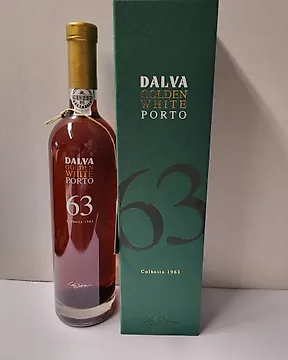 DALVA
GOLDEN
WHITE
PORTO
63
Colheita 1963
DALVA
GOLDEN
WHITE
PORTO
63
Colheita 1963